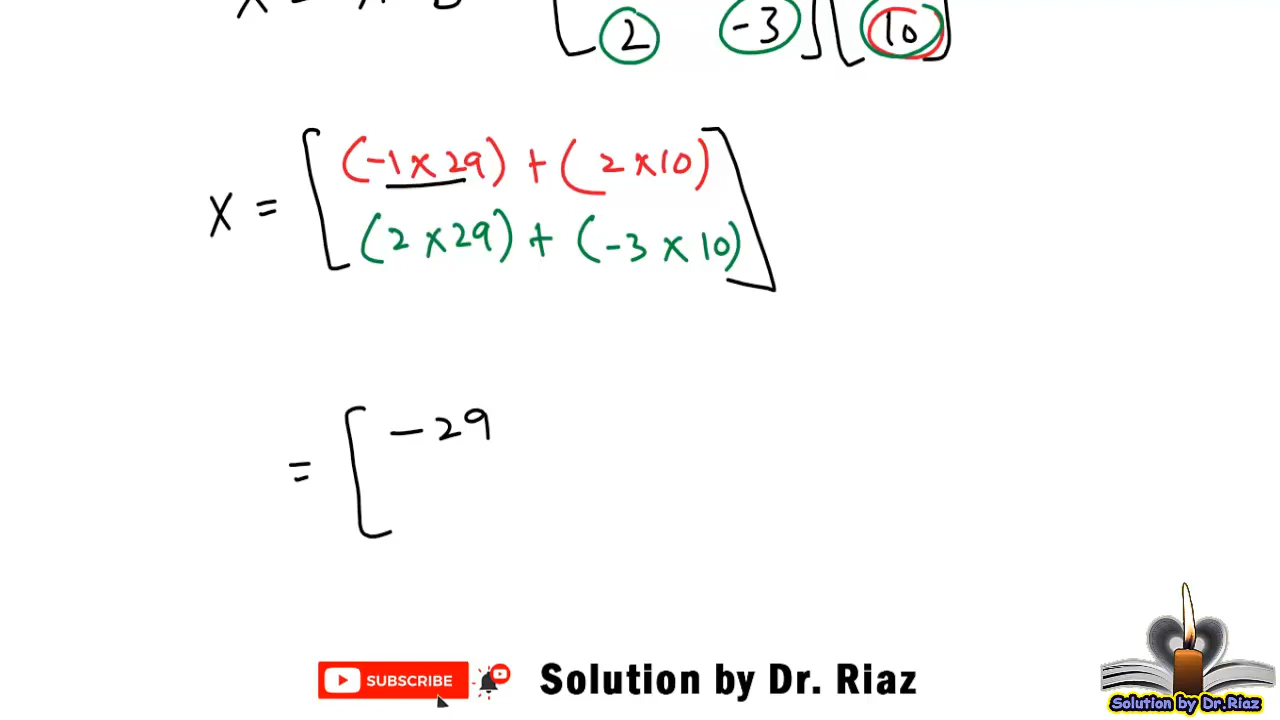 2 -3 10
X = [ (-1 × 29) + (2 × 10)
(2 × 29) + (-3 × 10) ]
= [ -29
SUBSCRIBE Solution by Dr. Riaz
Solution by Dr.Riaz